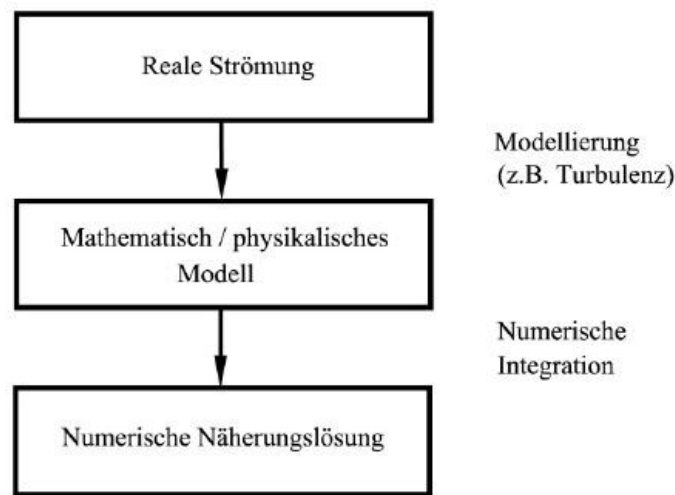 Reale Strömung
Modellierung
(z.B. Turbulenz)
Mathematisch / physikalisches
Modell
Numerische
Integration
Numerische Näherungslösung